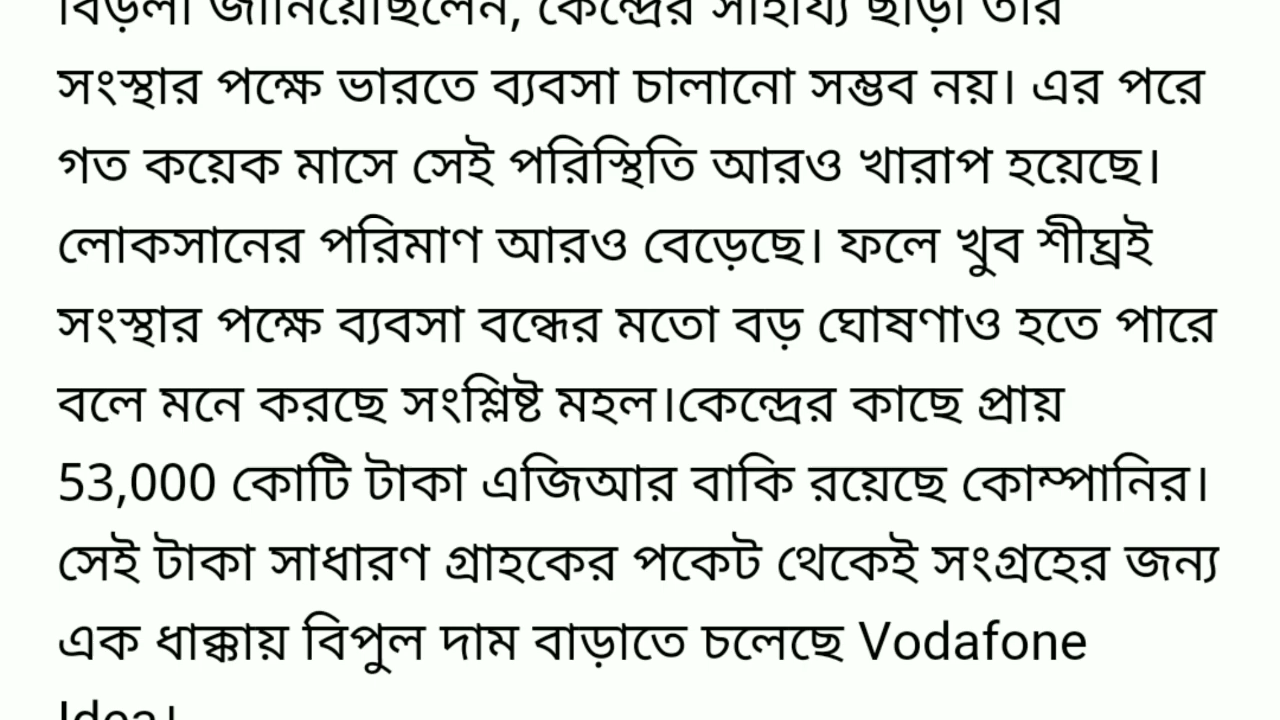 বিড়লা জানিয়েছিলেন, কেন্দ্রের সাহায্য ছাড়া তাঁর
সংস্থার পক্ষে ভারতে ব্যবসা চালানো সম্ভব নয়। এর পরে
গত কয়েক মাসে সেই পরিস্থিতি আরও খারাপ হয়েছে।
লোকসানের পরিমাণ আরও বেড়েছে। ফলে খুব শীঘ্রই
সংস্থার পক্ষে ব্যবসা বন্ধের মতো বড় ঘোষণাও হতে পারে
বলে মনে করছে সংশ্লিষ্ট মহল।কেন্দ্রের কাছে প্রায়
53,000 কোটি টাকা এজিআর বাকি রয়েছে কোম্পানির।
সেই টাকা সাধারণ গ্রাহকের পকেট থেকেই সংগ্রহের জন্য
এক ধাক্কায় বিপুল দাম বাড়াতে চলেছে Vodafone
Idea।